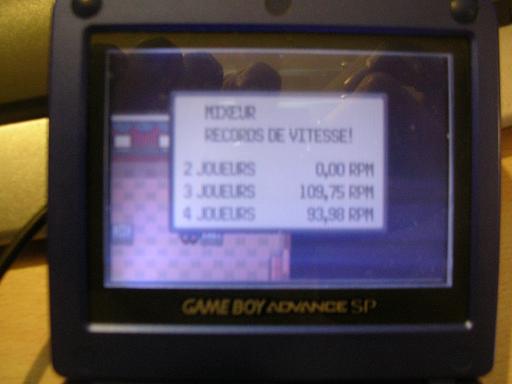 MIXEUR
RECORDS DE VITESSE!
2 JOUEURS 0,00 RPM
3 JOUEURS 109,75 RPM
4 JOUEURS 93,98 RPM
GAME BOY ADVANCE SP